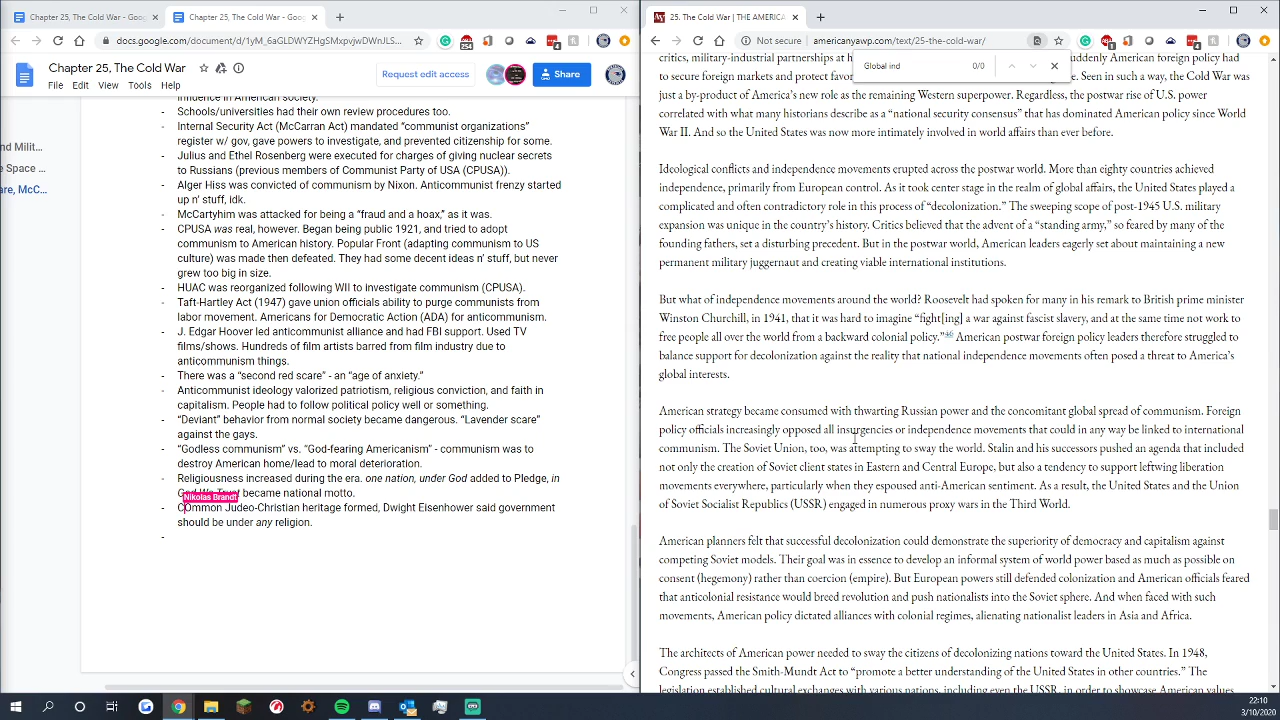 Chapter 25, The Cold War - Goog
Chapter 25, The Cold War - Goog
25. The Cold War | THE AMERICA
docs.google.com/document/d/1yM_6aGLDWYZHgSMxpvjwDWnJLS...
Not secure
americanyawp.com/text/25-the-cold-war/
Global ind
0/0
Chapter 25, The Cold War
File Edit View Tools Help
Request edit access
Share
nd Milit...
e Space ...
are, McC...
influence in American society.
- Schools/universities had their own review procedures too.
- Internal Security Act (McCarran Act) mandated “communist organizations”
register w/ gov, gave powers to investigate, and prevented citizenship for some.
- Julius and Ethel Rosenberg were executed for charges of giving nuclear secrets
to Russians (previous members of Communist Party of USA (CPUSA)).
- Alger Hiss was convicted of communism by Nixon. Anticommunist frenzy started
up n’ stuff, idk.
- McCarthyim was attacked for being a “fraud and a hoax,” as it was.
- CPUSA was real, however. Began being public 1921, and tried to adopt
communism to American history. Popular Front (adapting communism to US
culture) was made then defeated. They had some decent ideas n’ stuff, but never
grew too big in size.
- HUAC was reorganized following WII to investigate communism (CPUSA).
- Taft-Hartley Act (1947) gave union officials ability to purge communists from
labor movement. Americans for Democratic Action (ADA) for anticommunism.
- J. Edgar Hoover led anticommunist alliance and had FBI support. Used TV
films/shows. Hundreds of film artists barred from film industry due to
anticommunism things.
- There was a “second red scare” - an “age of anxiety.”
- Anticommunist ideology valorized patriotism, religious conviction, and faith in
capitalism. People had to follow political policy well or something.
- “Deviant” behavior from normal society became dangerous. “Lavender scare”
against the gays.
- “Godless communism” vs. “God-fearing Americanism” - communism was to
destroy American home/lead to moral deterioration.
- Religiousness increased during the era. one nation, under God added to Pledge, in
God We Trust became national motto.
Nikolas Brandt
- COmmon Judeo-Christian heritage formed, Dwight Eisenhower said government
should be under any religion.
-
critics, military-industrial partnerships at h
uddenly American foreign policy had
to secure foreign markets and protect favor
Seen in such a way, the Cold War was
just a by-product of America’s new role as the remaining Western superpower. Regardless, the postwar rise of U.S. power
correlated with what many historians describe as a “national security consensus” that has dominated American policy since World
War II. And so the United States was now more intimately involved in world affairs than ever before.
Ideological conflicts and independence movements erupted across the postwar world. More than eighty countries achieved
independence, primarily from European control. As it took center stage in the realm of global affairs, the United States played a
complicated and often contradictory role in this process of “decolonization.” The sweeping scope of post-1945 U.S. military
expansion was unique in the country’s history. Critics believed that the advent of a “standing army,” so feared by many of the
founding fathers, set a disturbing precedent. But in the postwar world, American leaders eagerly set about maintaining a new
permanent military juggernaut and creating viable international institutions.
But what of independence movements around the world? Roosevelt had spoken for many in his remark to British prime minister
Winston Churchill, in 1941, that it was hard to imagine “fight[ing] a war against fascist slavery, and at the same time not work to
free people all over the world from a backward colonial policy.”46 American postwar foreign policy leaders therefore struggled to
balance support for decolonization against the reality that national independence movements often posed a threat to America’s
global interests.
American strategy became consumed with thwarting Russian power and the concomitant global spread of communism. Foreign
policy officials increasingly opposed all insurgencies or independence movements that could in any way be linked to international
communism. The Soviet Union, too, was attempting to sway the world. Stalin and his successors pushed an agenda that included
not only the creation of Soviet client states in Eastern and Central Europe, but also a tendency to support leftwing liberation
movements everywhere, particularly when they espoused anti-American sentiment. As a result, the United States and the Union
of Soviet Socialist Republics (USSR) engaged in numerous proxy wars in the Third World.
American planners felt that successful decolonization could demonstrate the superiority of democracy and capitalism against
competing Soviet models. Their goal was in essence to develop an informal system of world power based as much as possible on
consent (hegemony) rather than coercion (empire). But European powers still defended colonization and American officials feared
that anticolonial resistance would breed revolution and push nationalists into the Soviet sphere. And when faced with such
movements, American policy dictated alliances with colonial regimes, alienating nationalist leaders in Asia and Africa.
The architects of American power needed to sway the citizens of decolonizing nations toward the United States. In 1948,
Congress passed the Smith-Mundt Act to “promote a better understanding of the United States in other countries.” The
legislation established cultural exchanges with various nations, including even the USSR, in order to showcase American values
22:10
3/10/2020